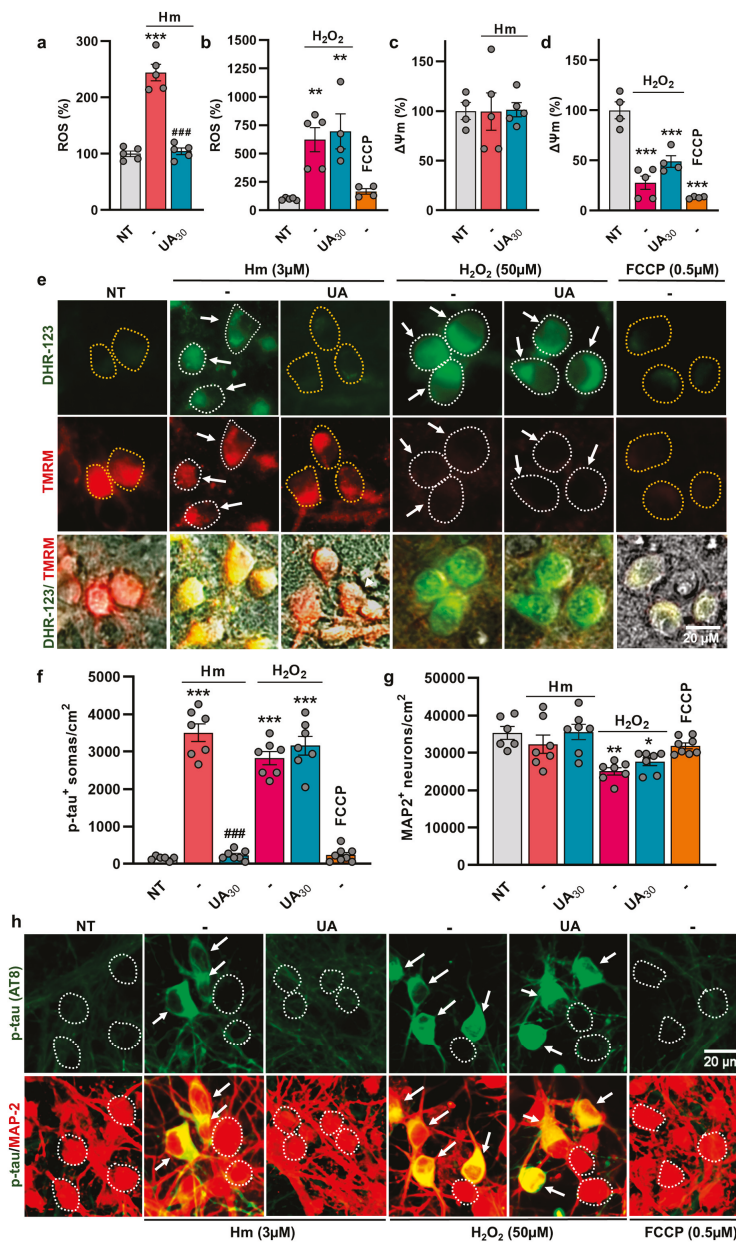 a
Hm
***
###
ROS (%)
300
200
100
0
NT
-
UA30
b
H2O2
**
**
FCCP
ROS (%)
1500
1250
1000
750
500
250
0
NT
-
UA30
-
c
Hm
ΔΨm (%)
150
100
50
0
NT
-
UA30
d
H2O2
***
***
***
FCCP
ΔΨm (%)
150
100
50
0
NT
-
UA30
-
e
Hm (3µM)
H2O2 (50µM)
FCCP (0.5µM)
NT
-
UA
-
UA
-
DHR-123
TMRM
DHR-123/ TMRM
20 µM
f
Hm
H2O2
***
***
***
###
FCCP
p-tau+ somas/cm2
5000
4000
3000
2000
1000
0
NT
-
UA30
-
UA30
-
g
Hm
H2O2
**
*
FCCP
MAP2+ neurons/cm2
50000
40000
30000
20000
10000
0
NT
-
UA30
-
UA30
-
h
NT
-
UA
-
UA
-
p-tau (AT8)
20 µm
p-tau/MAP-2
Hm (3µM)
H2O2 (50µM)
FCCP (0.5µM)